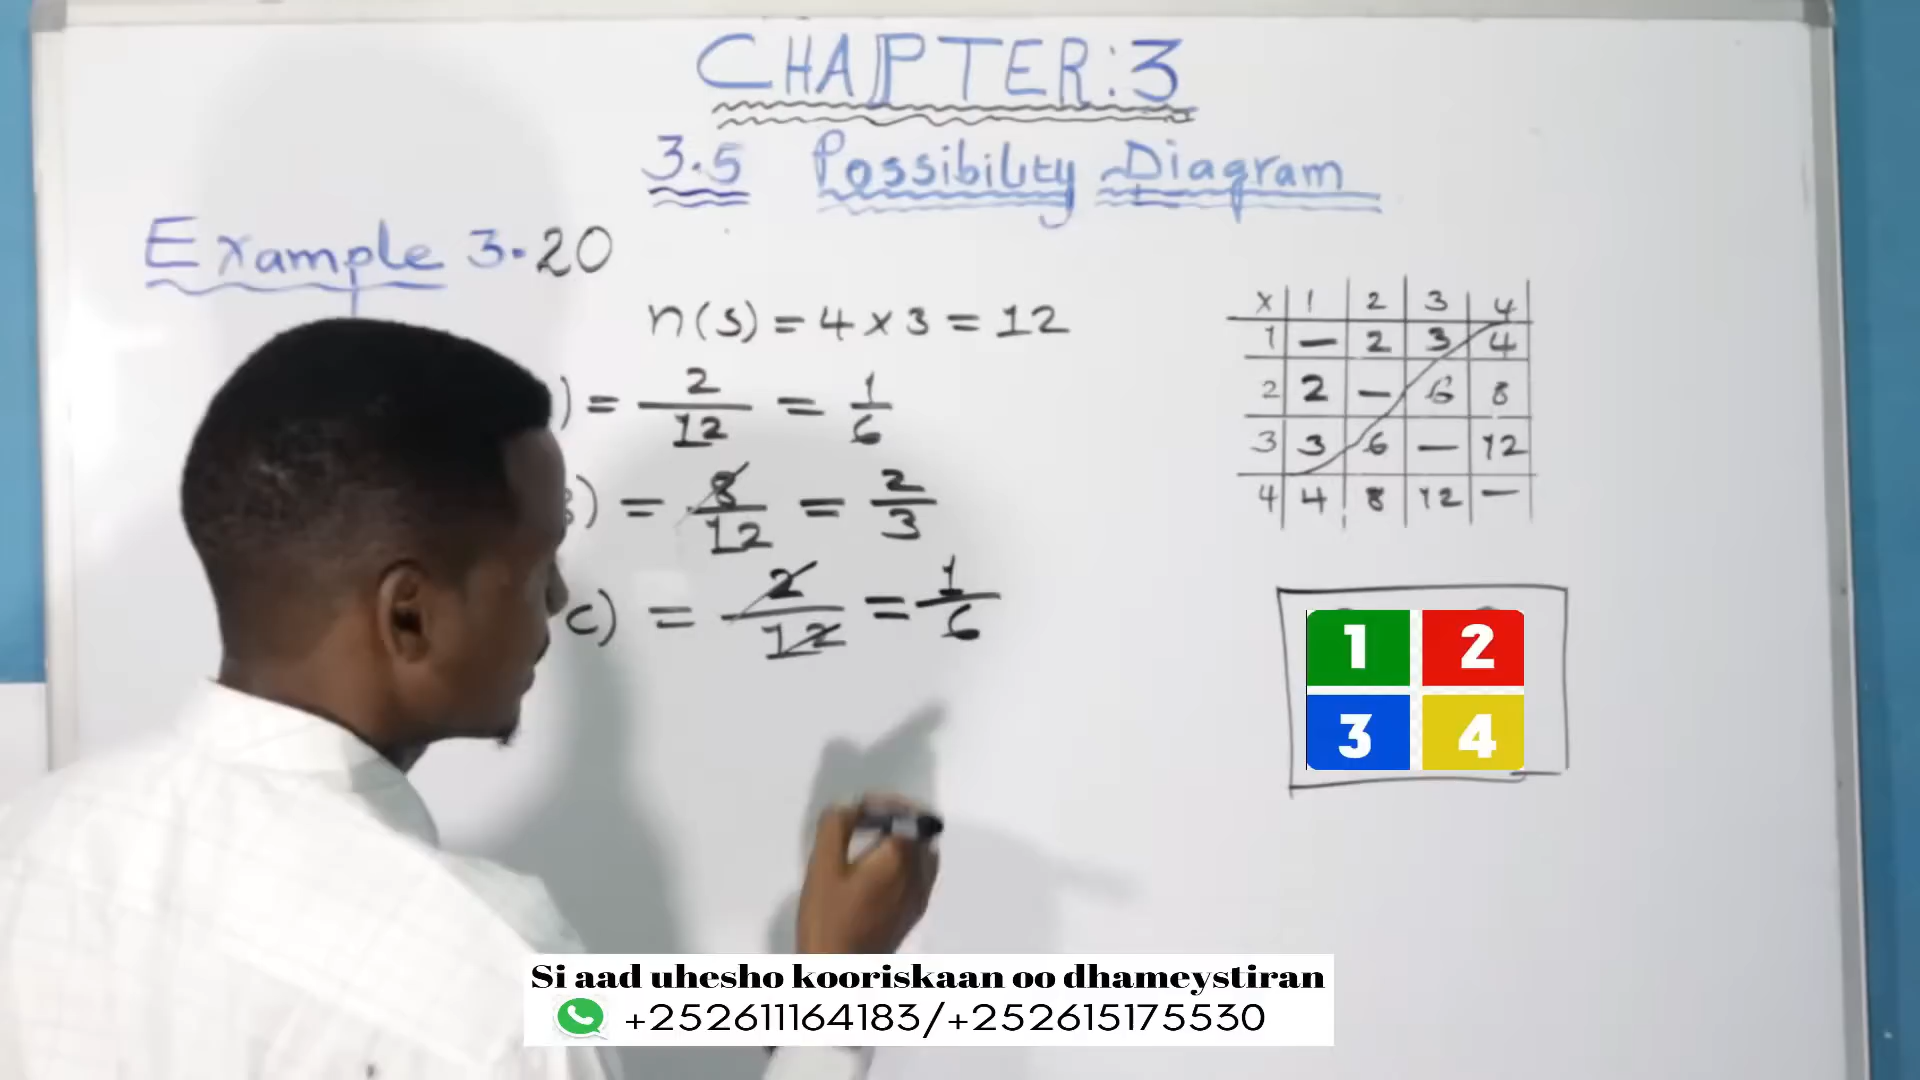 CHAPTER:3
3.5 Possibility Diagram
Example 3.20
n(s) = 4 x 3 = 12
) = 2/12 = 1/6
) = 8/12 = 2/3
c) = 2/12 = 1/6
x 1 2 3 4
1 — 2 3 4
2 2 — 6 8
3 3 6 — 12
4 4 8 12 —
1 2
3 4
Si aad uhesho kooriskaan oo dhameystiran
+252611164183/+252615175530